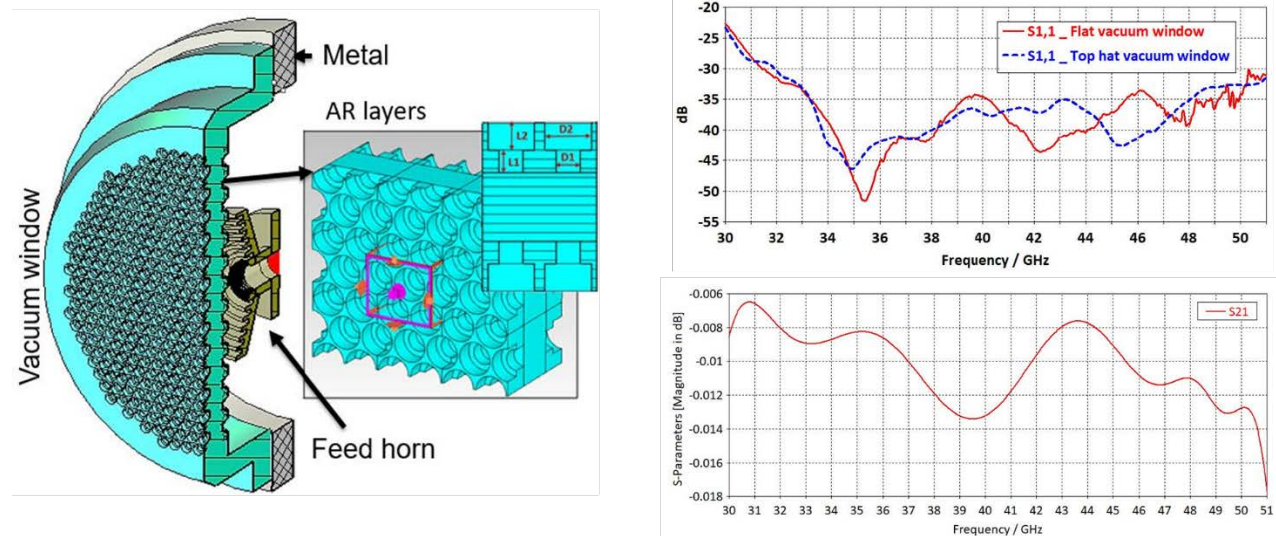 Metal
AR layers
L2
D2
L1
D1
Vacuum window
Feed horn
-20
-25
-30
-35
-40
-45
-50
-55
dB
S1,1 _ Flat vacuum window
S1,1 _ Top hat vacuum window
30 32 34 36 38 40 42 44 46 48 50
Frequency / GHz
-0.006
-0.008
-0.01
-0.012
-0.014
-0.016
-0.018
S-Parameters [Magnitude in dB]
S21
30 31 32 33 34 35 36 37 38 39 40 41 42 43 44 45 46 47 48 49 50 51
Frequency / GHz